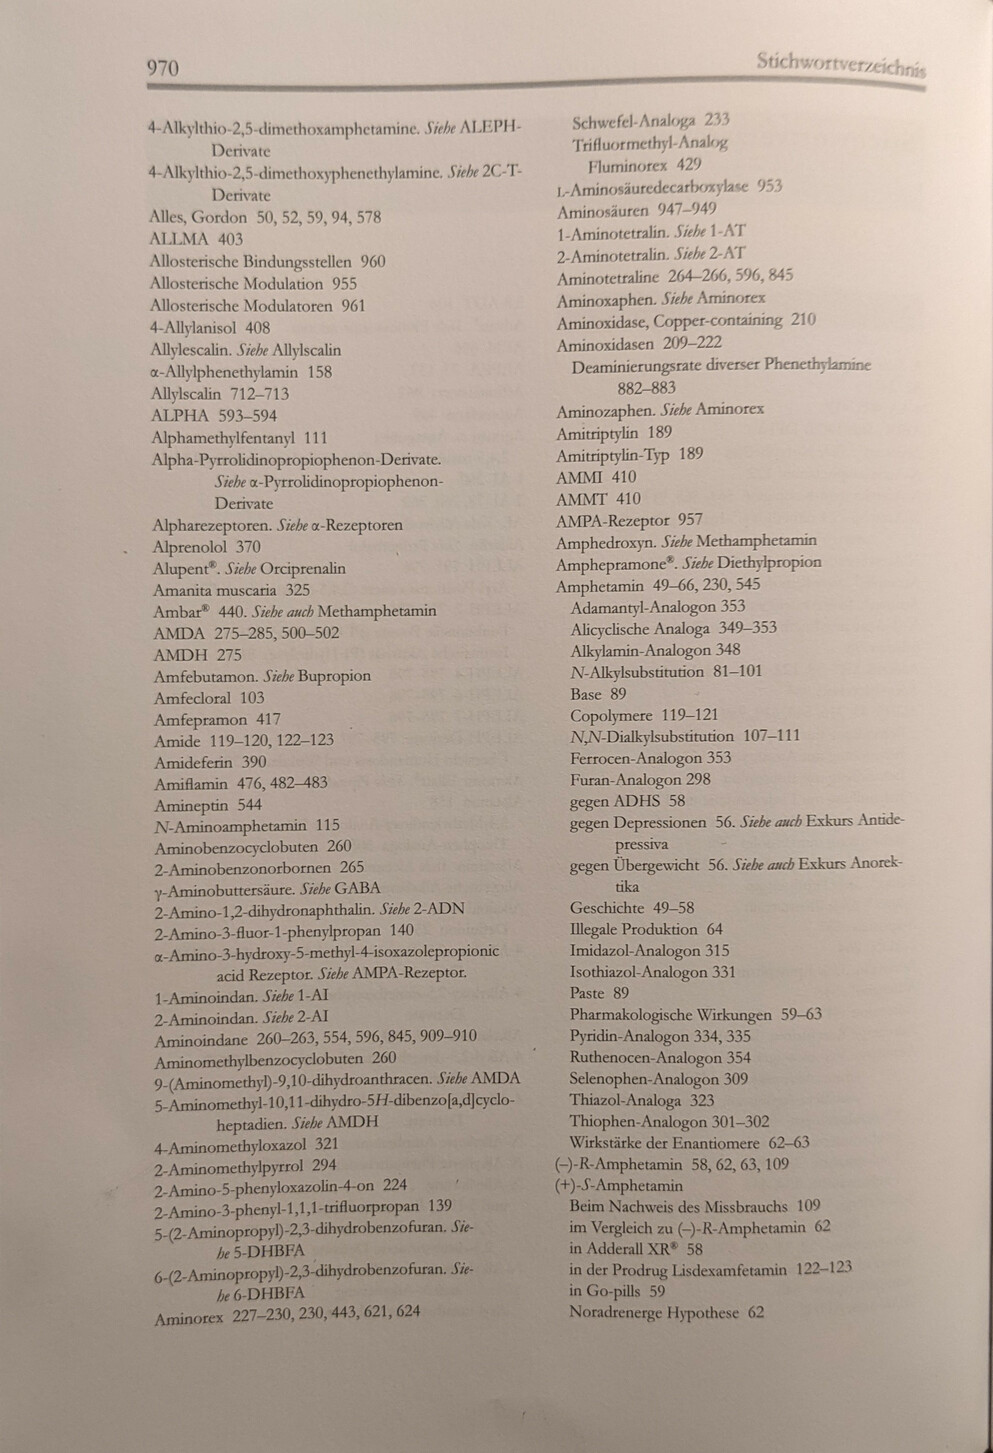 970
Stichwortverzeichnis
4-Alkylthio-2,5-dimethoxamphetamine. Siehe ALEPH-
Derivate
4-Alkylthio-2,5-dimethoxyphenethylamine. Siehe 2C-T-
Derivate
Alles, Gordon 50, 52, 59, 94, 578
ALLMA 403
Allosterische Bindungsstellen 960
Allosterische Modulation 955
Allosterische Modulatoren 961
4-Allylanisol 408
Allylescalin. Siehe Allylscalin
α-Allylphenethylamin 158
Allylscalin 712–713
ALPHA 593–594
Alphamethylfentanyl 111
Alpha-Pyrrolidinopropiophenon-Derivate.
Siehe α-Pyrrolidinopropiophenon-
Derivate
Alpharezeptoren. Siehe α-Rezeptoren
Alprenolol 370
Alupent®. Siehe Orciprenalin
Amanita muscaria 325
Ambar® 440. Siehe auch Methamphetamin
AMDA 275–285, 500–502
AMDH 275
Amfebutamon. Siehe Bupropion
Amfecloral 103
Amfepramon 417
Amide 119–120, 122–123
Amideferin 390
Amiflamin 476, 482–483
Amineptin 544
N-Aminoamphetamin 115
Aminobenzocyclobuten 260
2-Aminobenzonorbornen 265
γ-Aminobuttersäure. Siehe GABA
2-Amino-1,2-dihydronaphthalin. Siehe 2-ADN
2-Amino-3-fluor-1-phenylpropan 140
α-Amino-3-hydroxy-5-methyl-4-isoxazolepropionic
acid Rezeptor. Siehe AMPA-Rezeptor.
1-Aminoindan. Siehe 1-AI
2-Aminoindan. Siehe 2-AI
Aminoindane 260–263, 554, 596, 845, 909–910
Aminomethylbenzocyclobuten 260
9-(Aminomethyl)-9,10-dihydroanthracen. Siehe AMDA
5-Aminomethyl-10,11-dihydro-5H-dibenzo[a,d]cyclo-
heptadien. Siehe AMDH
4-Aminomethyloxazol 321
2-Aminomethylpyrrol 294
2-Amino-5-phenyloxazolin-4-on 224
2-Amino-3-phenyl-1,1,1-trifluorpropan 139
5-(2-Aminopropyl)-2,3-dihydrobenzofuran. Sie-
he 5-DHBFA
6-(2-Aminopropyl)-2,3-dihydrobenzofuran. Sie-
he 6-DHBFA
Aminorex 227–230, 230, 443, 621, 624
Schwefel-Analoga 233
Trifluormethyl-Analog
Fluminorex 429
L-Aminosäuredecarboxylase 953
Aminosäuren 947–949
1-Aminotetralin. Siehe 1-AT
2-Aminotetralin. Siehe 2-AT
Aminotetraline 264–266, 596, 845
Aminoxaphen. Siehe Aminorex
Aminoxidase, Copper-containing 210
Aminoxidasen 209–222
Deaminierungsrate diverser Phenethylamine
882–883
Aminozaphen. Siehe Aminorex
Amitriptylin 189
Amitriptylin-Typ 189
AMMI 410
AMMT 410
AMPA-Rezeptor 957
Amphedroxyn. Siehe Methamphetamin
Amphepramone®. Siehe Diethylpropion
Amphetamin 49–66, 230, 545
Adamantyl-Analogon 353
Alicyclische Analoga 349–353
Alkylamin-Analogon 348
N-Alkylsubstitution 81–101
Base 89
Copolymere 119–121
N,N-Dialkylsubstitution 107–111
Ferrocen-Analogon 353
Furan-Analogon 298
gegen ADHS 58
gegen Depressionen 56. Siehe auch Exkurs Antide-
pressiva
gegen Übergewicht 56. Siehe auch Exkurs Anorek-
tika
Geschichte 49–58
Illegale Produktion 64
Imidazol-Analogon 315
Isothiazol-Analogon 331
Paste 89
Pharmakologische Wirkungen 59–63
Pyridin-Analogon 334, 335
Ruthenocen-Analogon 354
Selenophen-Analogon 309
Thiazol-Analoga 323
Thiophen-Analogon 301–302
Wirkstärke der Enantiomere 62–63
(–)-R-Amphetamin 58, 62, 63, 109
(+)-S-Amphetamin
Beim Nachweis des Missbrauchs 109
im Vergleich zu (–)-R-Amphetamin 62
in Adderall XR® 58
in der Prodrug Lisdexamfetamin 122–123
in Go-pills 59
Noradrenerge Hypothese 62